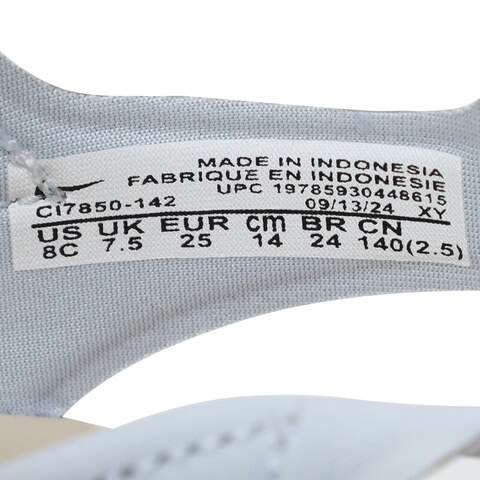 MADE IN INDONESIA
FABRIQUE EN INDONESIE
UPC 19785930448615
CI7850-142 09/13/24 XY
US UK EUR cm BR CN
8C 7.5 25 14 24 140(2.5)